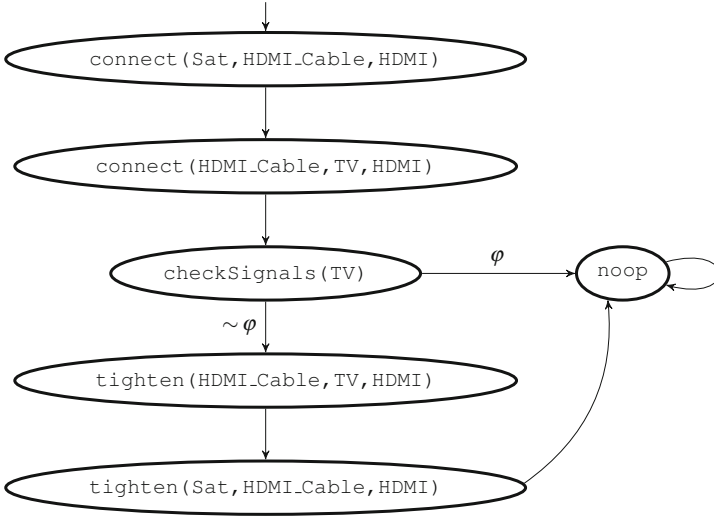 connect(Sat,HDMI_Cable,HDMI)
connect(HDMI_Cable,TV,HDMI)
checkSignals(TV)
φ
noop
∼φ
tighten(HDMI_Cable,TV,HDMI)
tighten(Sat,HDMI_Cable,HDMI)